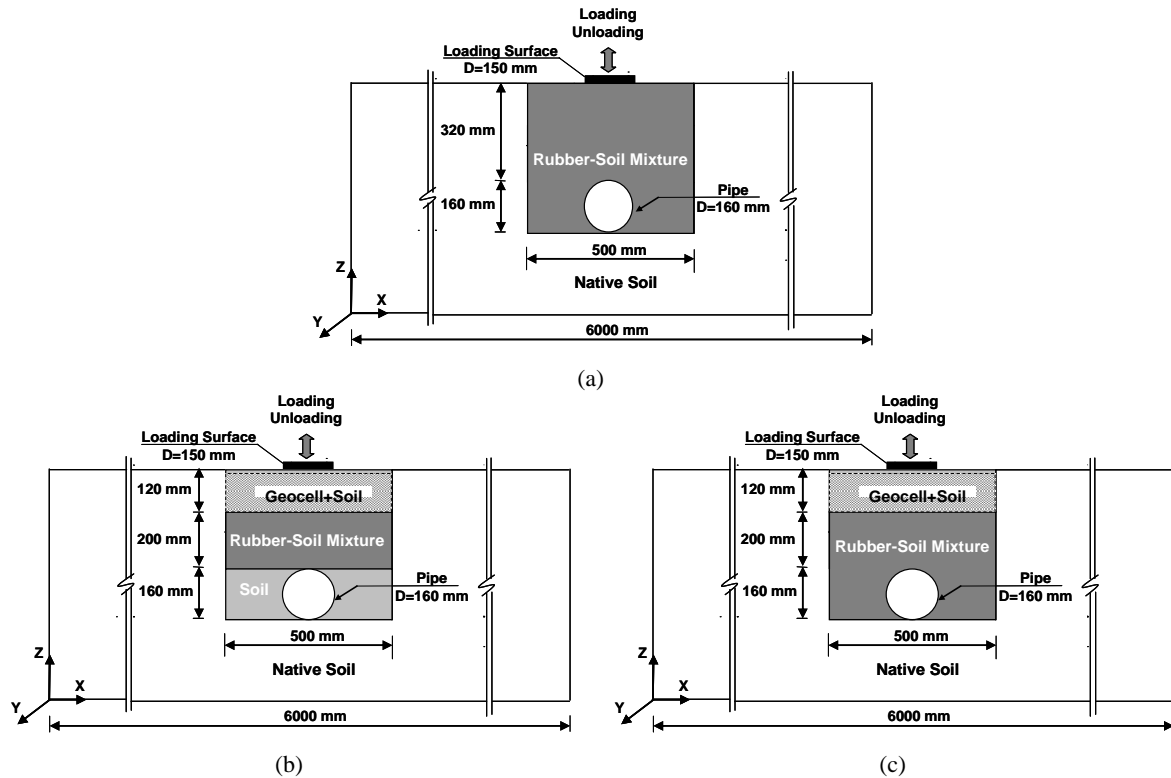 Loading
Unloading
Loading Surface
D=150 mm
320 mm
Rubber-Soil Mixture
160 mm
Pipe
D=160 mm
500 mm
Native Soil
Z
X
Y
6000 mm
(a)
Loading
Unloading
Loading Surface
D=150 mm
120 mm
Geocell+Soil
200 mm
Rubber-Soil Mixture
160 mm
Soil
Pipe
D=160 mm
500 mm
Native Soil
Z
X
Y
6000 mm
(b)
Loading
Unloading
Loading Surface
D=150 mm
120 mm
Geocell+Soil
200 mm
Rubber-Soil Mixture
160 mm
Pipe
D=160 mm
500 mm
Native Soil
Z
X
Y
6000 mm
(c)